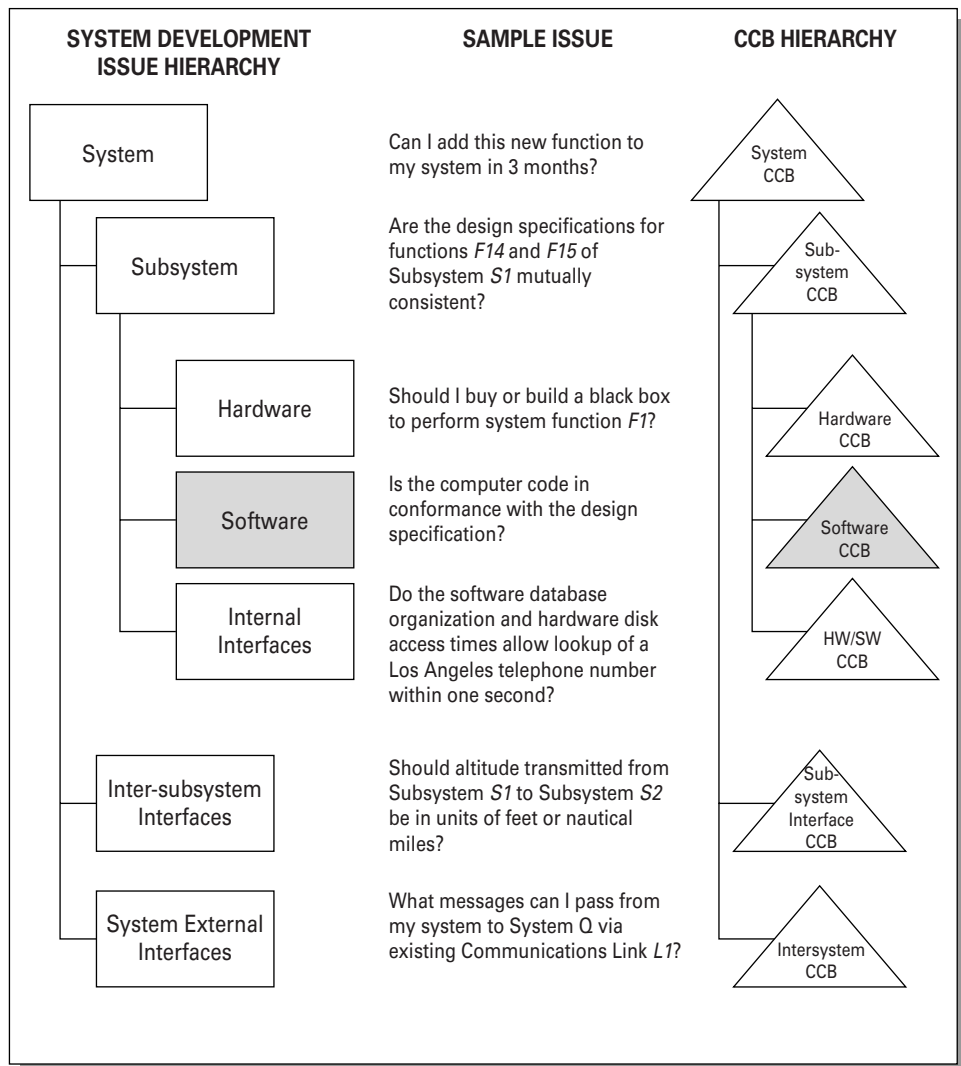 SYSTEM DEVELOPMENT
ISSUE HIERARCHY
SAMPLE ISSUE
CCB HIERARCHY
System
Can I add this new function to
my system in 3 months?
System
CCB
Subsystem
Are the design specifications for
functions F14 and F15 of
Subsystem S1 mutually
consistent?
Sub-
system
CCB
Hardware
Should I buy or build a black box
to perform system function F1?
Hardware
CCB
Software
Is the computer code in
conformance with the design
specification?
Software
CCB
Internal
Interfaces
Do the software database
organization and hardware disk
access times allow lookup of a
Los Angeles telephone number
within one second?
HW/SW
CCB
Inter-subsystem
Interfaces
Should altitude transmitted from
Subsystem S1 to Subsystem S2
be in units of feet or nautical
miles?
Sub-
system
Interface
CCB
System External
Interfaces
What messages can I pass from
my system to System Q via
existing Communications Link L1?
Intersystem
CCB